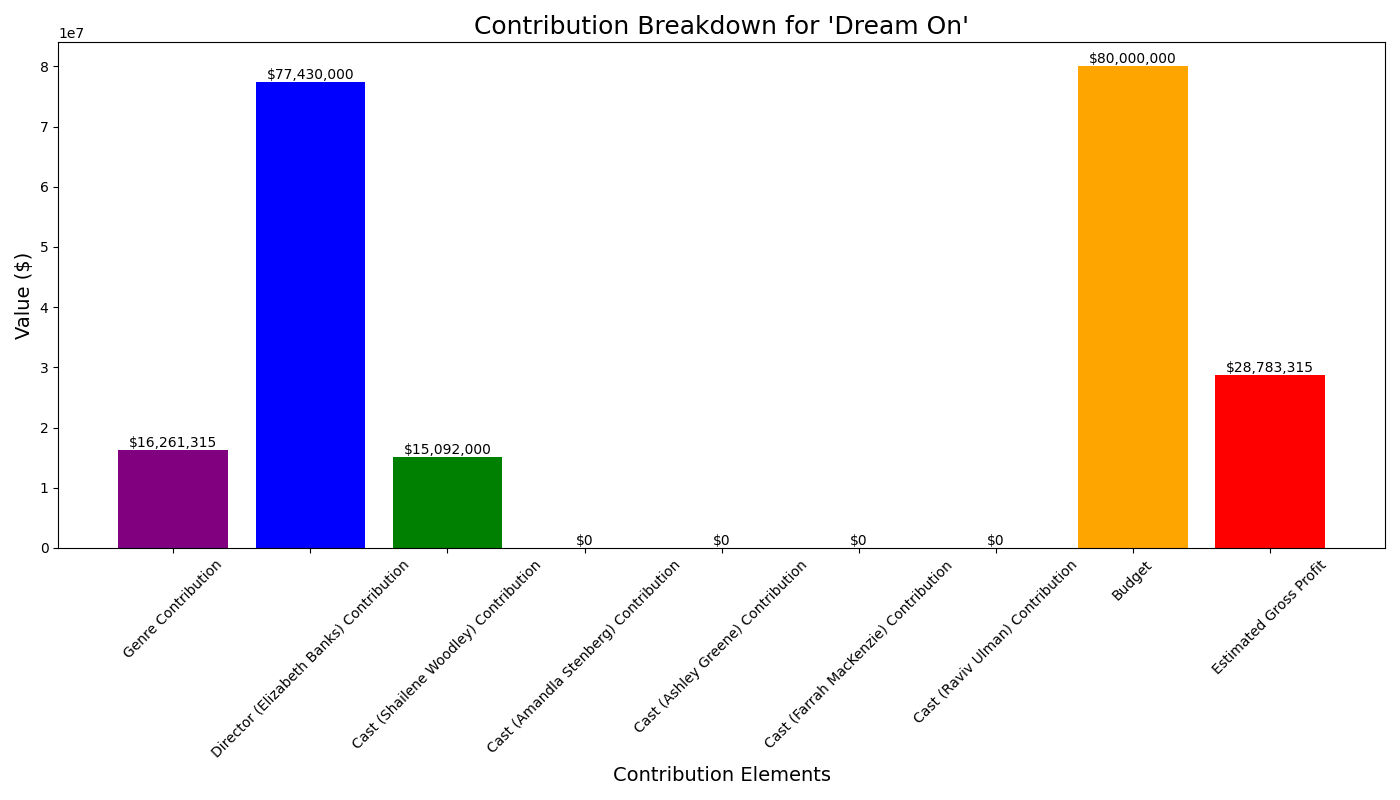 Contribution Breakdown for 'Dream On'
1e7
Value ($)
8
7
6
5
4
3
2
1
0
$16,261,315
$77,430,000
$15,092,000
$0
$0
$0
$0
$80,000,000
$28,783,315
Genre Contribution
Director (Elizabeth Banks) Contribution
Cast (Shailene Woodley) Contribution
Cast (Amandla Stenberg) Contribution
Cast (Ashley Greene) Contribution
Cast (Farrah MacKenzie) Contribution
Cast (Raviv Ulman) Contribution
Budget
Estimated Gross Profit
Contribution Elements